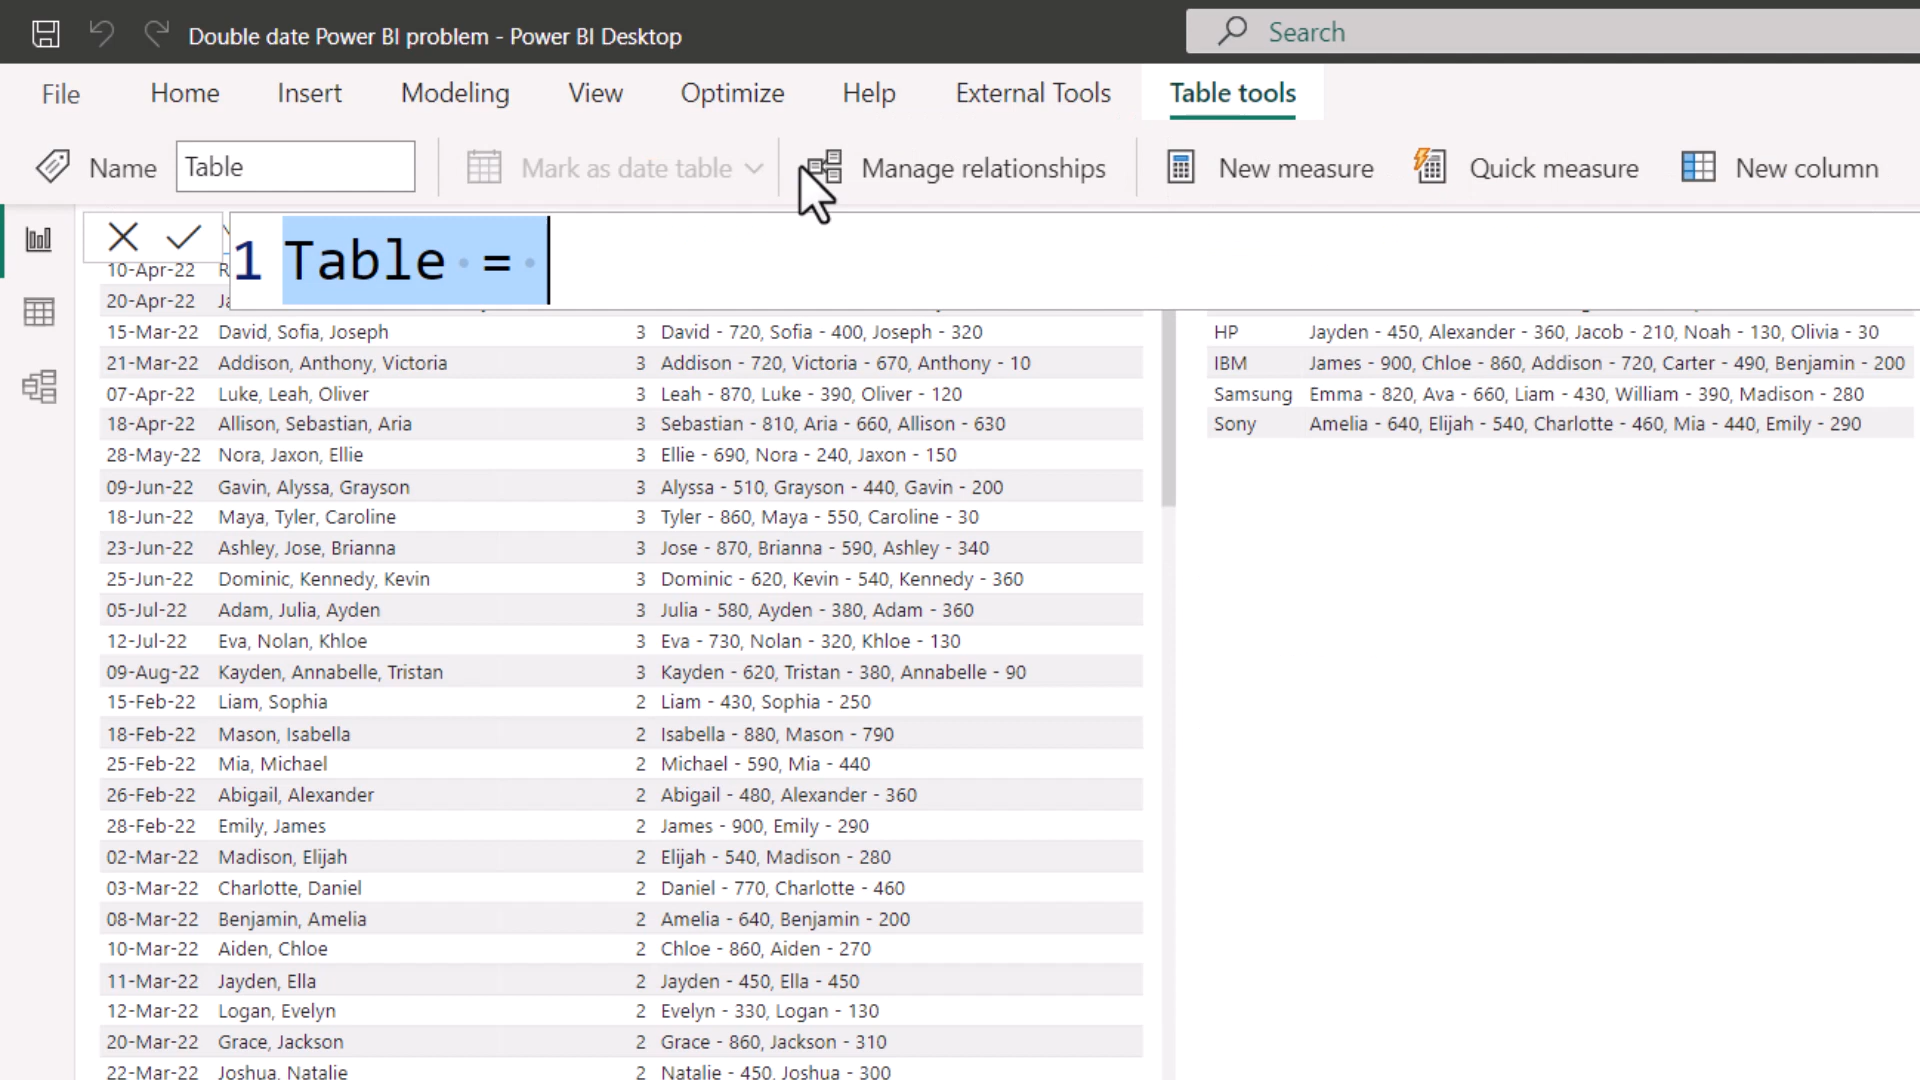 Double date Power BI problem - Power BI Desktop
Search
File Home Insert Modeling View Optimize Help External Tools Table tools
Name Table Mark as date table Manage relationships New measure Quick measure New column
1 Table =
10-Apr-22
20-Apr-22
15-Mar-22 David, Sofia, Joseph 3 David - 720, Sofia - 400, Joseph - 320
21-Mar-22 Addison, Anthony, Victoria 3 Addison - 720, Victoria - 670, Anthony - 10
07-Apr-22 Luke, Leah, Oliver 3 Leah - 870, Luke - 390, Oliver - 120
18-Apr-22 Allison, Sebastian, Aria 3 Sebastian - 810, Aria - 660, Allison - 630
28-May-22 Nora, Jaxon, Ellie 3 Ellie - 690, Nora - 240, Jaxon - 150
09-Jun-22 Gavin, Alyssa, Grayson 3 Alyssa - 510, Grayson - 440, Gavin - 200
18-Jun-22 Maya, Tyler, Caroline 3 Tyler - 860, Maya - 550, Caroline - 30
23-Jun-22 Ashley, Jose, Brianna 3 Jose - 870, Brianna - 590, Ashley - 340
25-Jun-22 Dominic, Kennedy, Kevin 3 Dominic - 620, Kevin - 540, Kennedy - 360
05-Jul-22 Adam, Julia, Ayden 3 Julia - 580, Ayden - 380, Adam - 360
12-Jul-22 Eva, Nolan, Khloe 3 Eva - 730, Nolan - 320, Khloe - 130
09-Aug-22 Kayden, Annabelle, Tristan 3 Kayden - 620, Tristan - 380, Annabelle - 90
15-Feb-22 Liam, Sophia 2 Liam - 430, Sophia - 250
18-Feb-22 Mason, Isabella 2 Isabella - 880, Mason - 790
25-Feb-22 Mia, Michael 2 Michael - 590, Mia - 440
26-Feb-22 Abigail, Alexander 2 Abigail - 480, Alexander - 360
28-Feb-22 Emily, James 2 James - 900, Emily - 290
02-Mar-22 Madison, Elijah 2 Elijah - 540, Madison - 280
03-Mar-22 Charlotte, Daniel 2 Daniel - 770, Charlotte - 460
08-Mar-22 Benjamin, Amelia 2 Amelia - 640, Benjamin - 200
10-Mar-22 Aiden, Chloe 2 Chloe - 860, Aiden - 270
11-Mar-22 Jayden, Ella 2 Jayden - 450, Ella - 450
12-Mar-22 Logan, Evelyn 2 Evelyn - 330, Logan - 130
20-Mar-22 Grace, Jackson 2 Grace - 860, Jackson - 310
22-Mar-22 Joshua, Natalie 2 Natalie - 450, Joshua - 300
HP Jayden - 450, Alexander - 360, Jacob - 210, Noah - 130, Olivia - 30
IBM James - 900, Chloe - 860, Addison - 720, Carter - 490, Benjamin - 200
Samsung Emma - 820, Ava - 660, Liam - 430, William - 390, Madison - 280
Sony Amelia - 640, Elijah - 540, Charlotte - 460, Mia - 440, Emily - 290